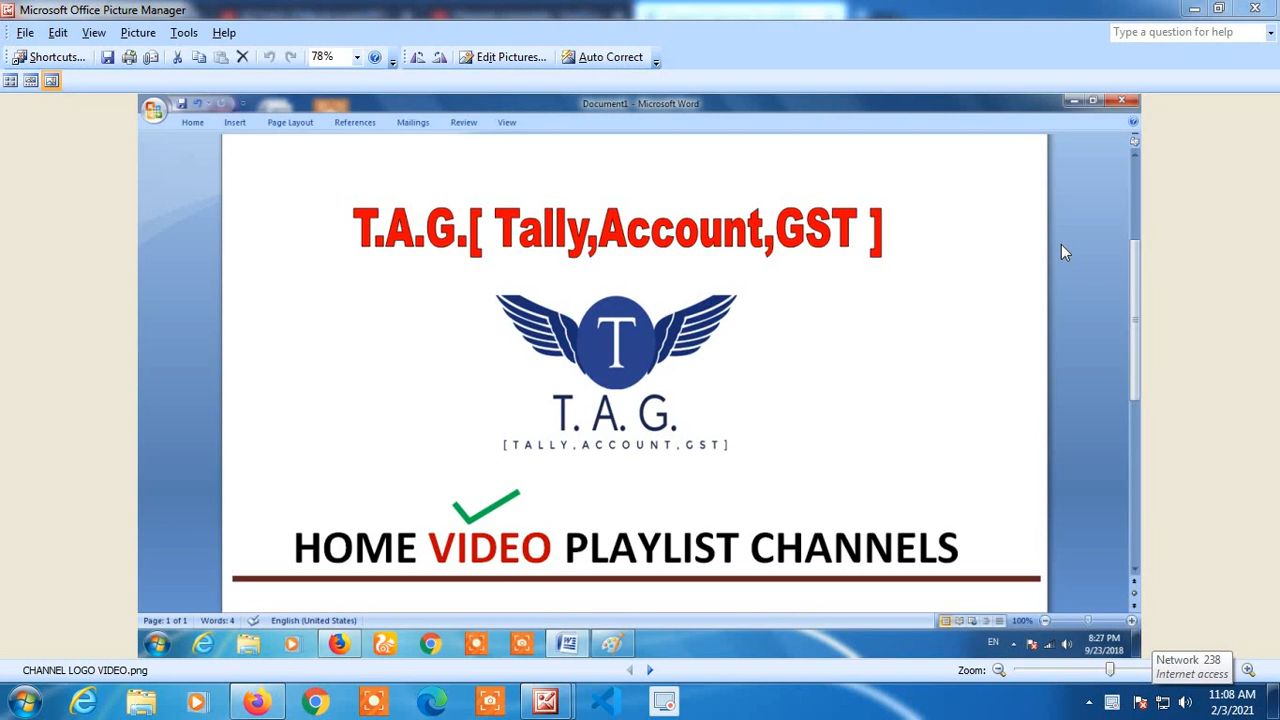 Microsoft Office Picture Manager
File Edit View Picture Tools Help
Type a question for help
Shortcuts... 78% Edit Pictures... Auto Correct
Document1 - Microsoft Word
Home Insert Page Layout References Mailings Review View
T.A.G.[ Tally,Account,GST ]
T
T. A. G.
[TALLY,ACCOUNT,GST]
HOME VIDEO PLAYLIST CHANNELS
Page: 1 of 1 Words: 4 English (United States) 100%
EN 8:27 PM
9/23/2018
CHANNEL LOGO VIDEO.png Zoom:
Network 238
Internet access
11:08 AM
2/3/2021